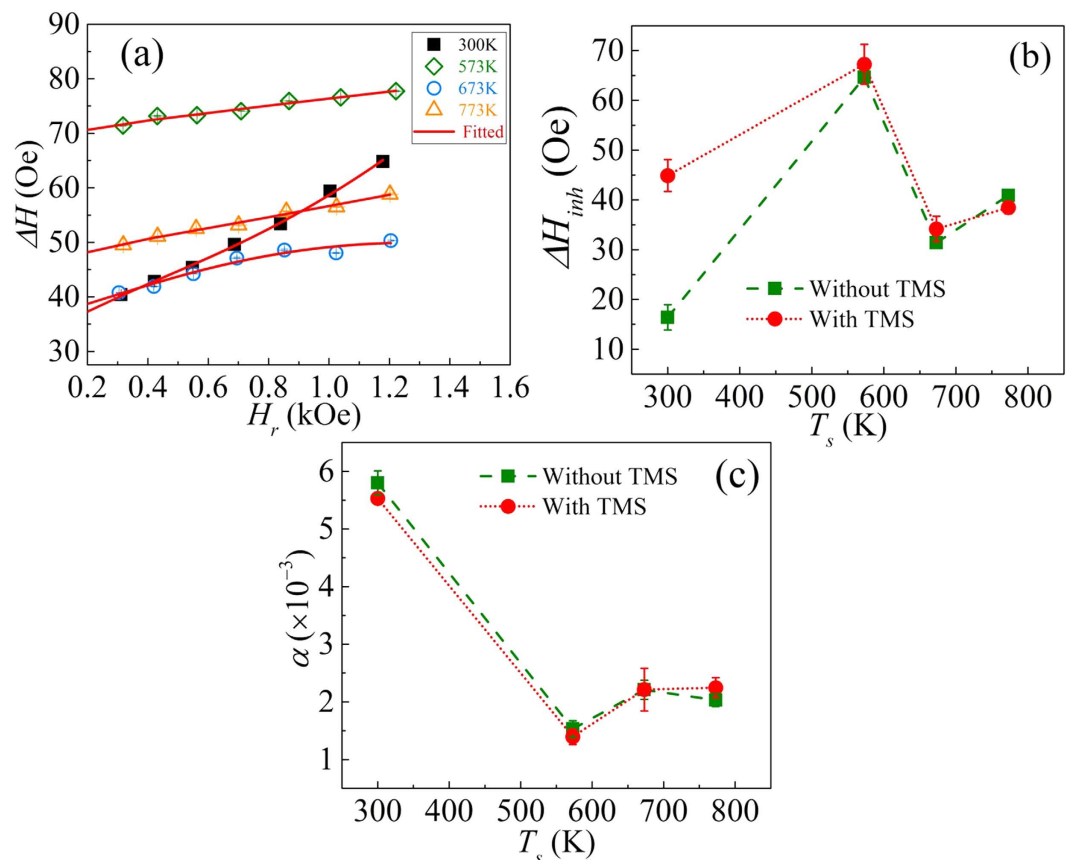 (a)
90
80
70
60
50
40
30
ΔH (Oe)
300K
573K
673K
773K
Fitted
0.2 0.4 0.6 0.8 1.0 1.2 1.4 1.6
H_r (kOe)
(b)
70
60
50
40
30
20
10
ΔH_inh (Oe)
Without TMS
With TMS
300 400 500 600 700 800
T_s (K)
(c)
6
5
4
3
2
1
α (×10⁻³)
Without TMS
With TMS
300 400 500 600 700 800
T_s (K)